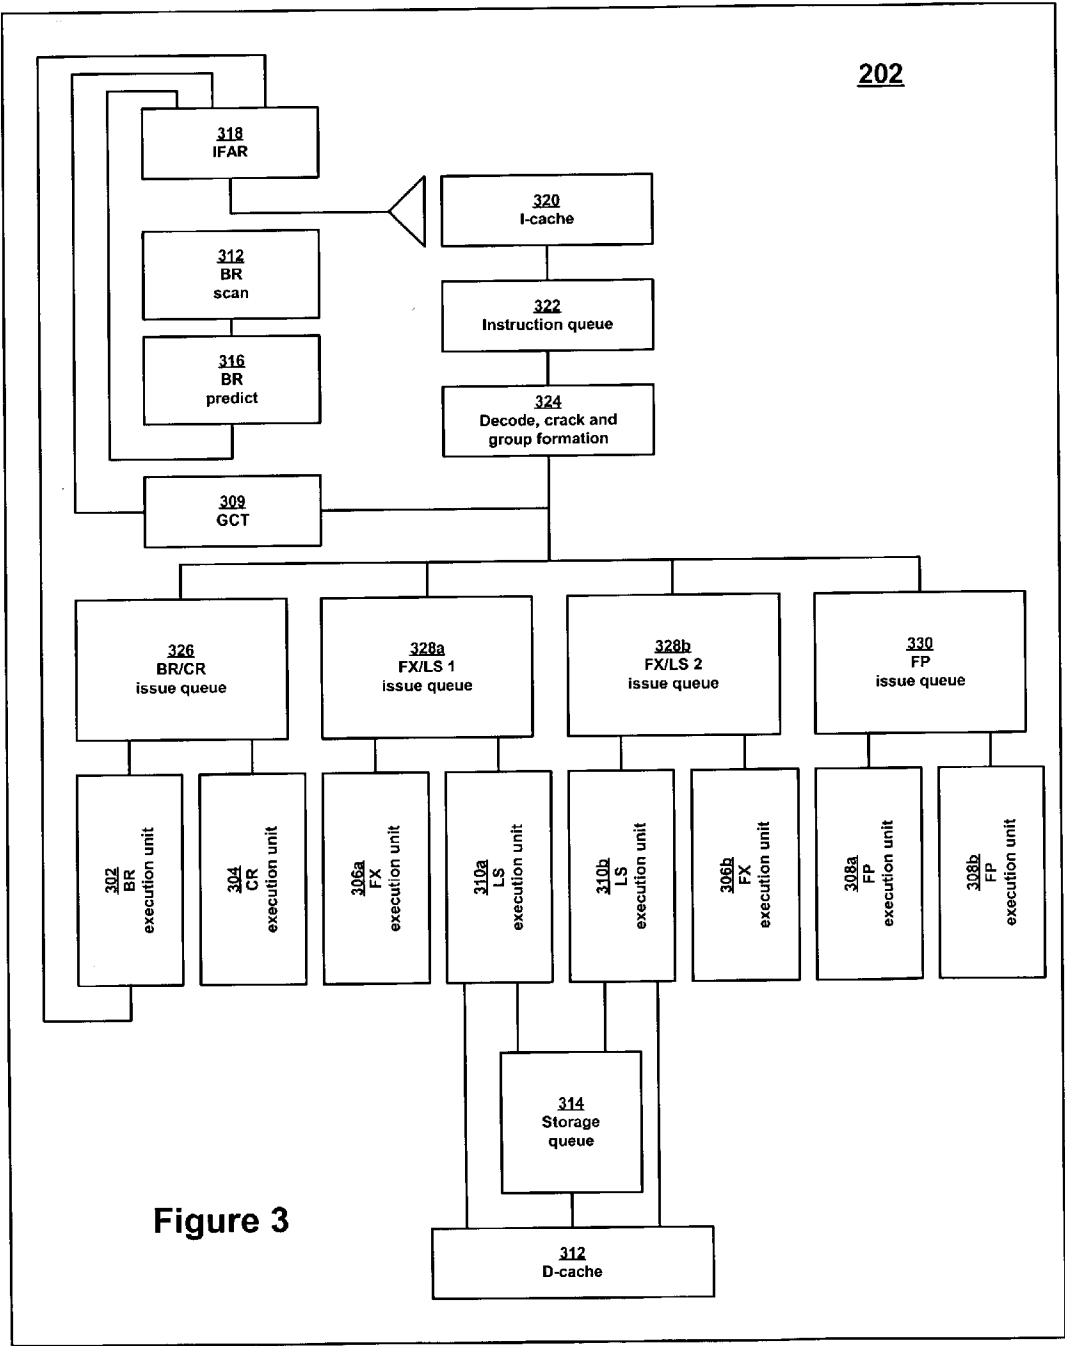 202
318
IFAR
320
I-cache
312
BR
scan
322
Instruction queue
316
BR
predict
324
Decode, crack and
group formation
309
GCT
326
BR/CR
issue queue
328a
FX/LS 1
issue queue
328b
FX/LS 2
issue queue
330
FP
issue queue
302
BR
execution unit
304
CR
execution unit
306a
FX
execution unit
310a
LS
execution unit
310b
LS
execution unit
306b
FX
execution unit
308a
FP
execution unit
308b
FP
execution unit
314
Storage
queue
Figure 3
312
D-cache